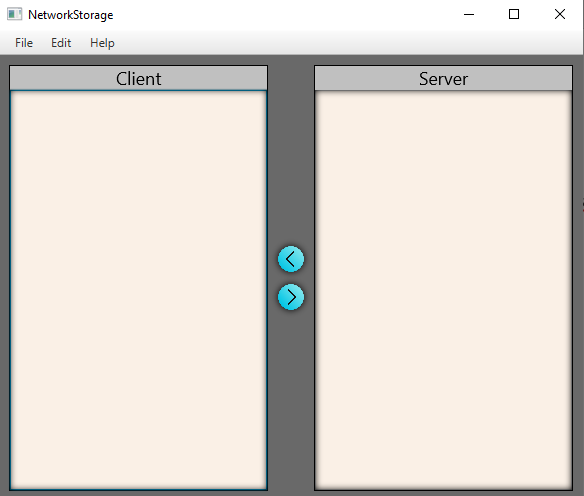 NetworkStorage
File Edit Help
Client Server